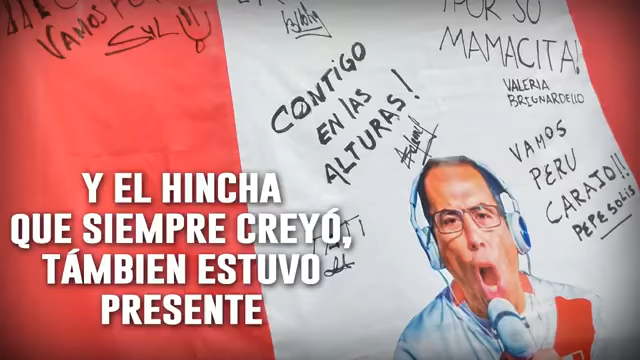 VAMOS
¡POR SU
MAMACITA!
VALERIA
BRIGNARDELLO
CONTIGO
EN LAS
ALTURAS!
VAMOS
PERU
CARAJO!!
PEPE SOLIS
Y EL HINCHA
QUE SIEMPRE CREYÓ,
TÁMBIEN ESTUVO
PRESENTE